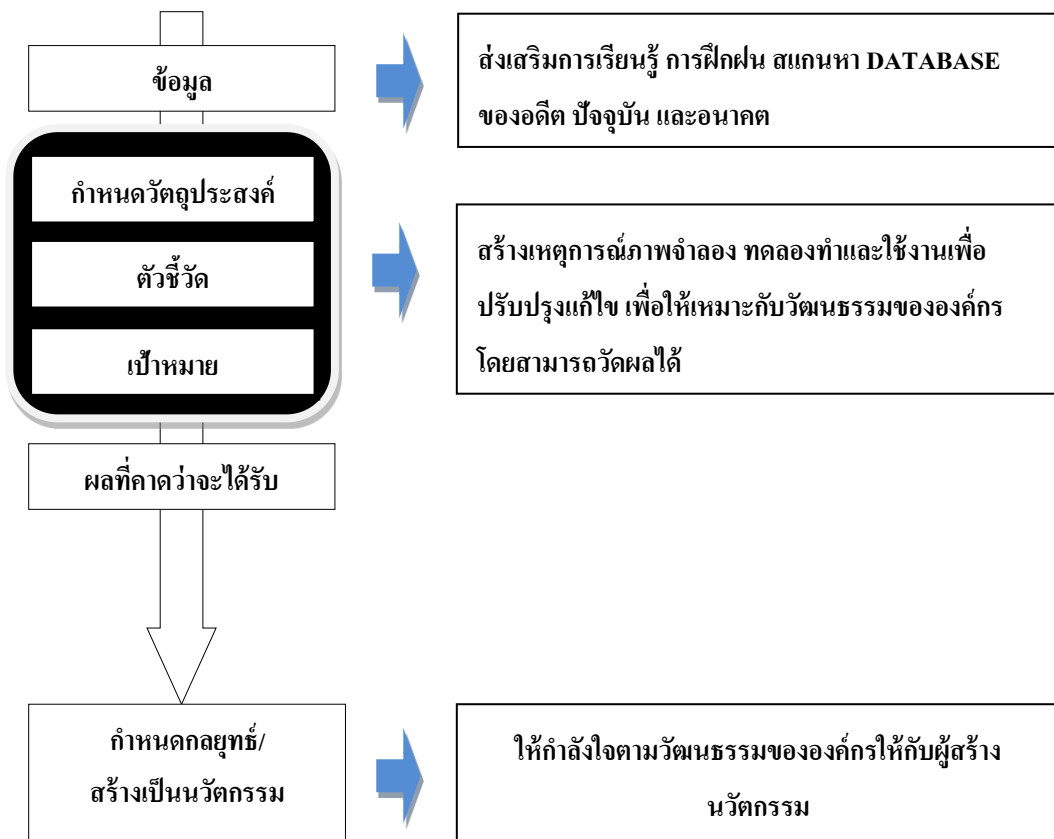 ข้อมูล
ส่งเสริมการเรียนรู้ การฝึกฝน สแกนหา DATABASE
ของอดีต ปัจจุบัน และอนาคต
กำหนดวัตถุประสงค์
ตัวชี้วัด
เป้าหมาย
สร้างเหตุการณ์ภาพจำลอง ทดลองทำและใช้งานเพื่อ
ปรับปรุงแก้ไข เพื่อให้เหมาะกับวัฒนธรรมขององค์กร
โดยสามารถวัดผลได้
ผลที่คาดว่าจะได้รับ
กำหนดกลยุทธ์/
สร้างเป็นนวัตกรรม
ให้กำลังใจตามวัฒนธรรมขององค์กรให้กับผู้สร้าง
นวัตกรรม